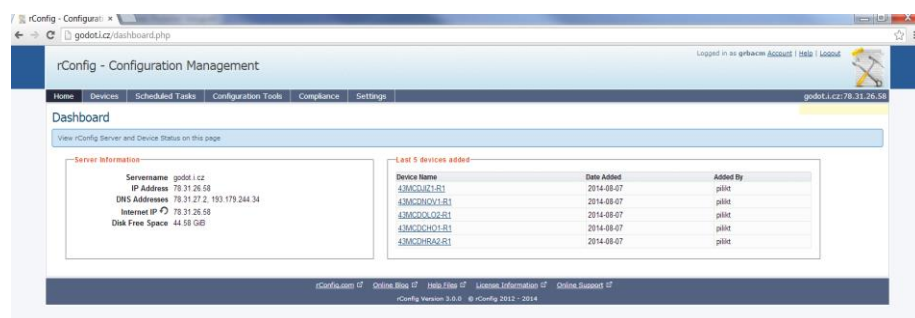 rConfig - Configurati ×
godot.i.cz/dashboard.php
Logged in as grbacm Account | Help | Logout
rConfig - Configuration Management
Home Devices Scheduled Tasks Configuration Tools Compliance Settings godot.i.cz:78.31.26.58
Dashboard
View rConfig Server and Device Status on this page
Server Information
Servername godot.i.cz
IP Address 78.31.26.58
DNS Addresses 78.31.27.2, 193.179.244.34
Internet IP 78.31.26.58
Disk Free Space 44.58 GiB
Last 5 devices added
Device Name Date Added Added By
43MCDJIZ1-R1 2014-08-07 pilikt
43MCDNOV1-R1 2014-08-07 pilikt
43MCDOLO2-R1 2014-08-07 pilikt
43MCDCHO1-R1 2014-08-07 pilikt
43MCDHRA2-R1 2014-08-07 pilikt
rConfig.com Online Blog Help Files License Information Online Support
rConfig Version 3.0.0 © rConfig 2012 - 2014